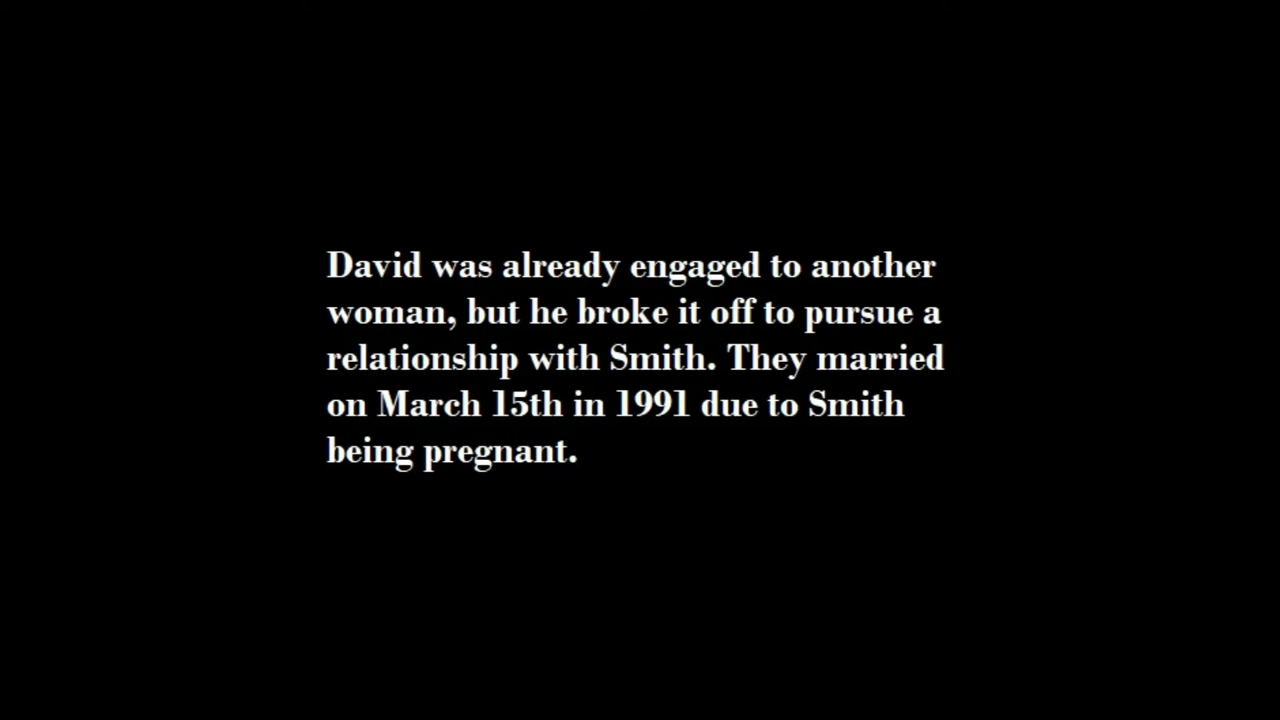 David was already engaged to another
woman, but he broke it off to pursue a
relationship with Smith. They married
on March 15th in 1991 due to Smith
being pregnant.